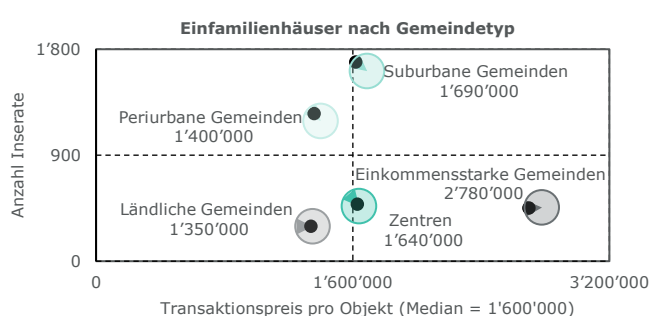 Einfamilienhäuser nach Gemeindetyp
1’800
Suburbane Gemeinden
1’690’000
Periurbane Gemeinden
1’400’000
Anzahl Inserate
900
Einkommensstarke Gemeinden
2’780’000
Ländliche Gemeinden
1’350’000
Zentren
1’640’000
0
0
1’600’000
3’200’000
Transaktionspreis pro Objekt (Median = 1'600'000)